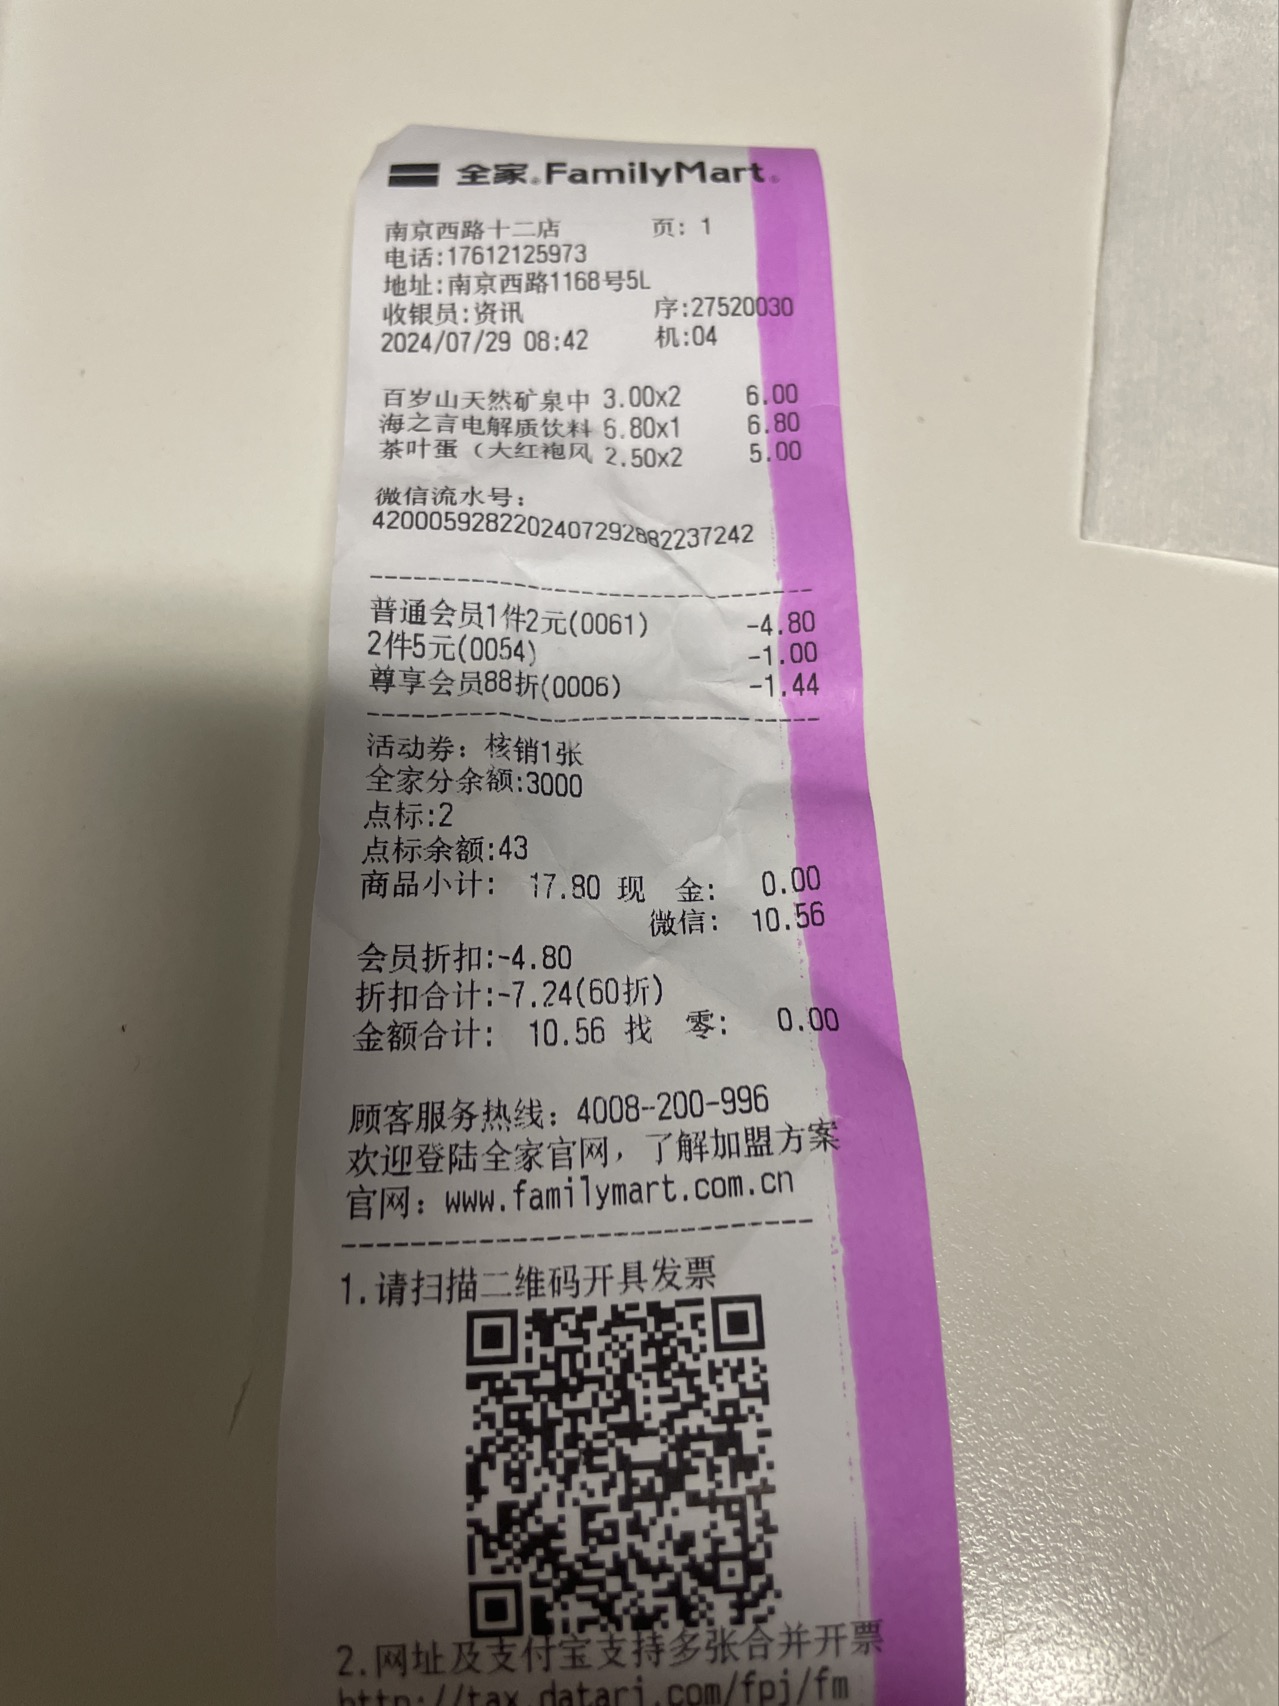 全家 FamilyMart
南京西路十二店 页: 1
电话:17612125973
地址:南京西路1168号5L
收银员:资讯 序:27520030
2024/07/29 08:42 机:04
百岁山天然矿泉中 3.00x2 6.00
海之言电解质饮料 6.80x1 6.80
茶叶蛋（大红袍风 2.50x2 5.00
微信流水号:
4200059282202407292882237242
普通会员1件2元(0061) -4.80
2件5元(0054) -1.00
尊享会员88折(0006) -1.44
活动券: 核销1张
全家分余额:3000
点标:2
点标余额:43
商品小计: 17.80 现 金: 0.00
微信: 10.56
会员折扣:-4.80
折扣合计:-7.24(60折)
金额合计: 10.56 找 零: 0.00
顾客服务热线: 4008-200-996
欢迎登陆全家官网，了解加盟方案
官网: www.familymart.com.cn
1.请扫描二维码开具发票
2.网址及支付宝支持多张合并开票
http://tax.datarj.com/fpj/fm